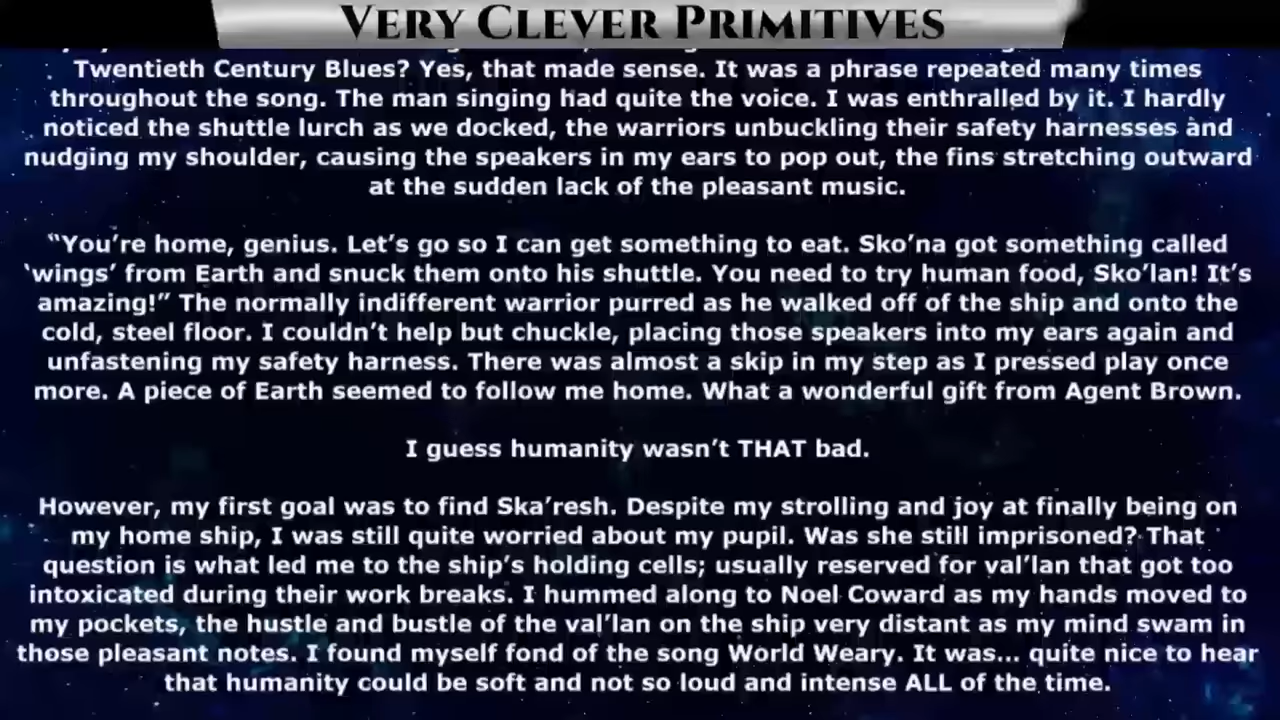 VERY CLEVER PRIMITIVES
Twentieth Century Blues? Yes, that made sense. It was a phrase repeated many times
throughout the song. The man singing had quite the voice. I was enthralled by it. I hardly
noticed the shuttle lurch as we docked, the warriors unbuckling their safety harnesses and
nudging my shoulder, causing the speakers in my ears to pop out, the fins stretching outward
at the sudden lack of the pleasant music.
“You’re home, genius. Let’s go so I can get something to eat. Sko’na got something called
‘wings’ from Earth and snuck them onto his shuttle. You need to try human food, Sko’lan! It’s
amazing!” The normally indifferent warrior purred as he walked off of the ship and onto the
cold, steel floor. I couldn’t help but chuckle, placing those speakers into my ears again and
unfastening my safety harness. There was almost a skip in my step as I pressed play once
more. A piece of Earth seemed to follow me home. What a wonderful gift from Agent Brown.
I guess humanity wasn’t THAT bad.
However, my first goal was to find Ska’resh. Despite my strolling and joy at finally being on
my home ship, I was still quite worried about my pupil. Was she still imprisoned? That
question is what led me to the ship’s holding cells; usually reserved for val’lan that got too
intoxicated during their work breaks. I hummed along to Noel Coward as my hands moved to
my pockets, the hustle and bustle of the val’lan on the ship very distant as my mind swam in
those pleasant notes. I found myself fond of the song World Weary. It was... quite nice to hear
that humanity could be soft and not so loud and intense ALL of the time.